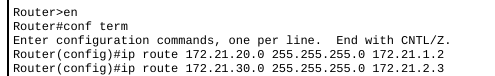 Router>en
Router#conf term
Enter configuration commands, one per line.  End with CNTL/Z.
Router(config)#ip route 172.21.20.0 255.255.255.0 172.21.1.2
Router(config)#ip route 172.21.30.0 255.255.255.0 172.21.2.3